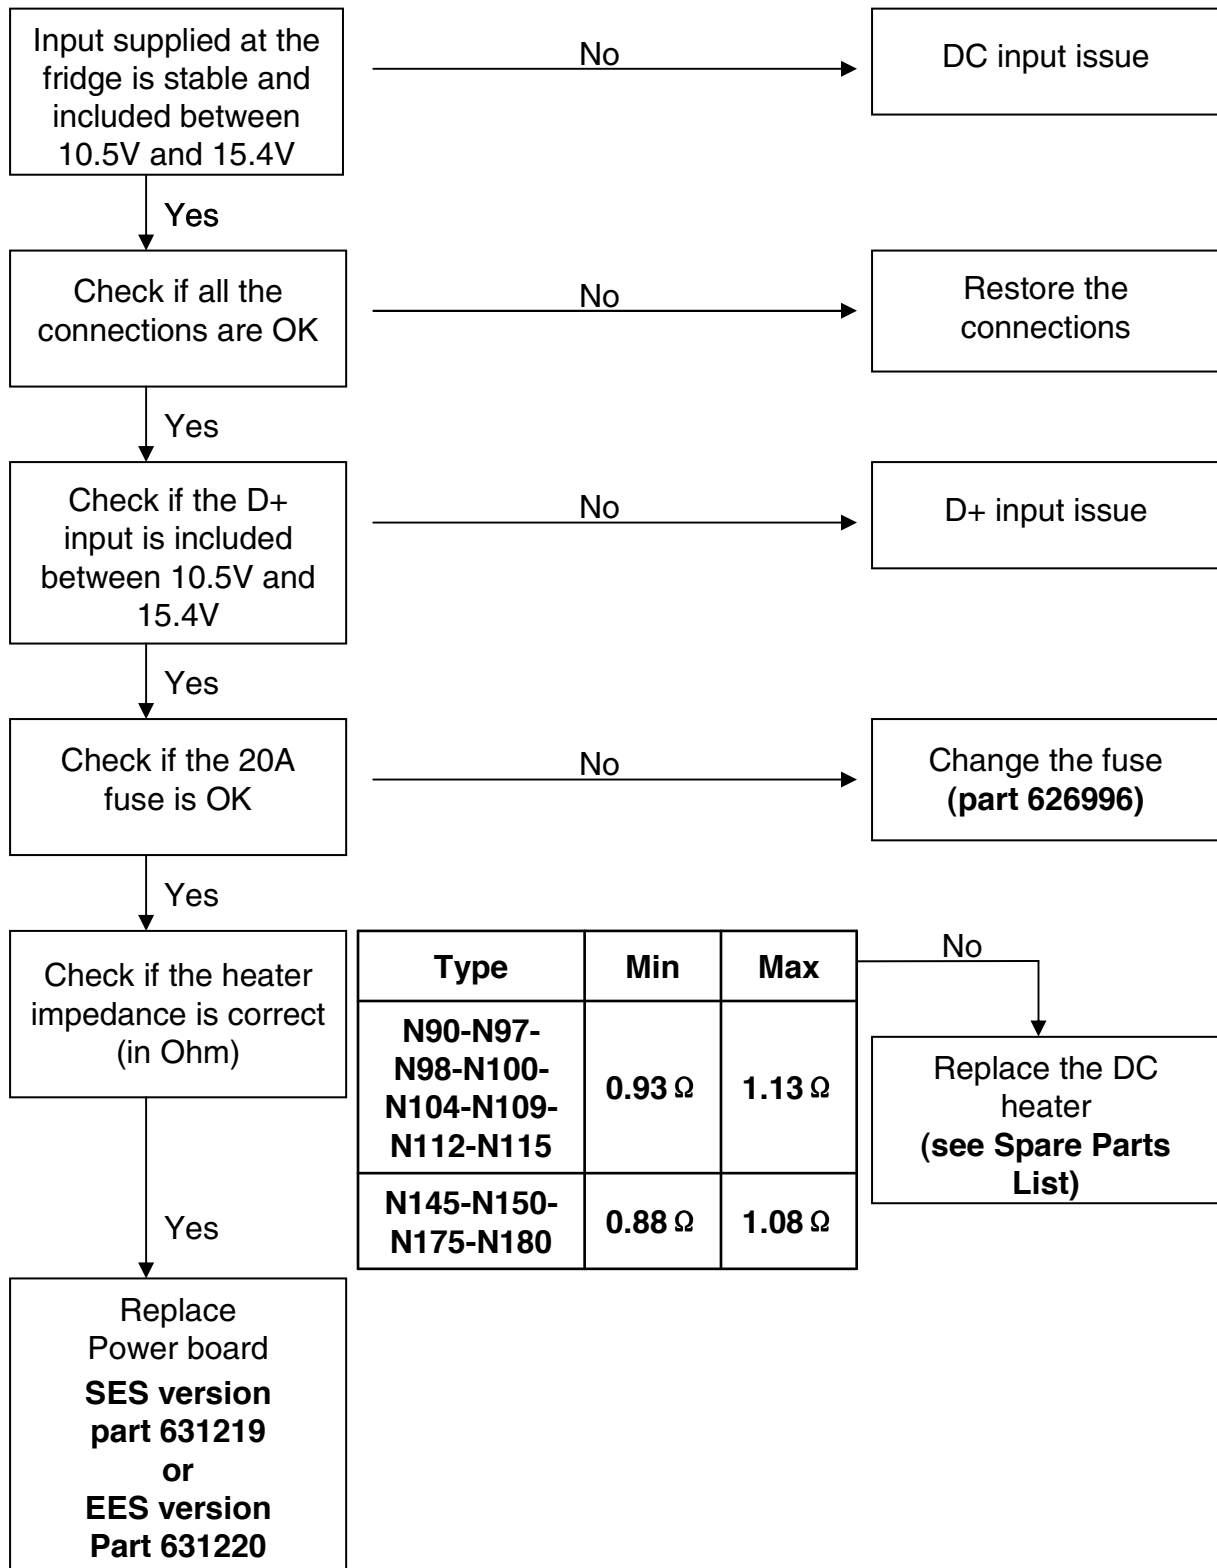 Input supplied at the
fridge is stable and
included between
10.5V and 15.4V
No
DC input issue
Yes
Check if all the
connections are OK
No
Restore the
connections
Yes
Check if the D+
input is included
between 10.5V and
15.4V
No
D+ input issue
Yes
Check if the 20A
fuse is OK
No
Change the fuse
(part 626996)
Yes
Check if the heater
impedance is correct
(in Ohm)
Type Min Max
N90-N97-
N98-N100-
N104-N109-
N112-N115
0.93 Ω 1.13 Ω
N145-N150-
N175-N180
0.88 Ω 1.08 Ω
No
Replace the DC
heater
(see Spare Parts
List)
Yes
Replace
Power board
SES version
part 631219
or
EES version
Part 631220